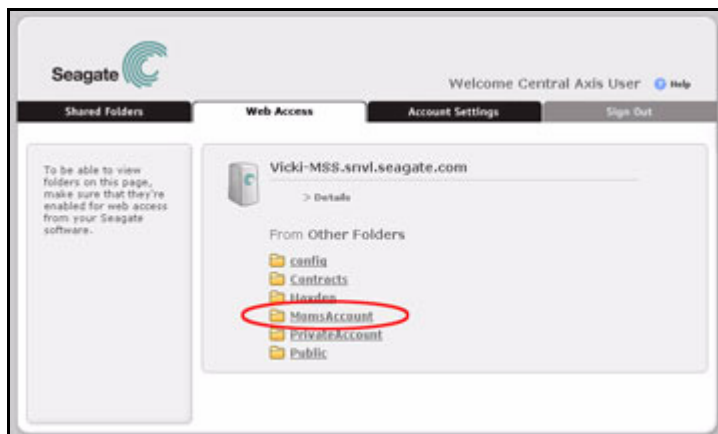 Seagate
Welcome Central Axis User
Help
Shared Folders
Web Access
Account Settings
Sign Out
To be able to view
folders on this page,
make sure that they're
enabled for web access
from your Seagate
software.
Vicki-MSS.snvl.seagate.com
> Details
From Other Folders
config
Contracts
MomsAccount
PrivateAccount
Public